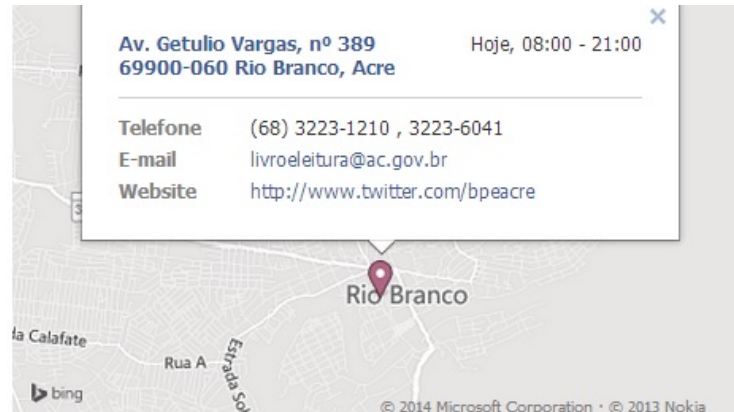 Av. Getulio Vargas, nº 389
69900-060 Rio Branco, Acre
Hoje, 08:00 - 21:00
Telefone (68) 3223-1210 , 3223-6041
E-mail livroeleitura@ac.gov.br
Website http://www.twitter.com/bpeacre
Rio Branco
da Calafate
Rua A
Estrada Sol
bing
© 2014 Microsoft Corporation · © 2013 Nokia